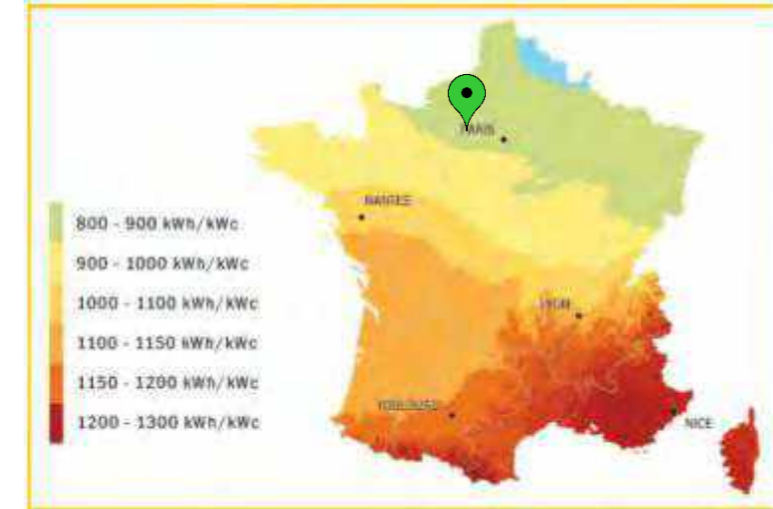 PARIS
NANTES
800 - 900 kWh/kWc
900 - 1000 kWh/kWc
1000 - 1100 kWh/kWc
LYON
1100 - 1150 kWh/kWc
1150 - 1200 kWh/kWc
TOULOUSE
1200 - 1300 kWh/kWc
NICE